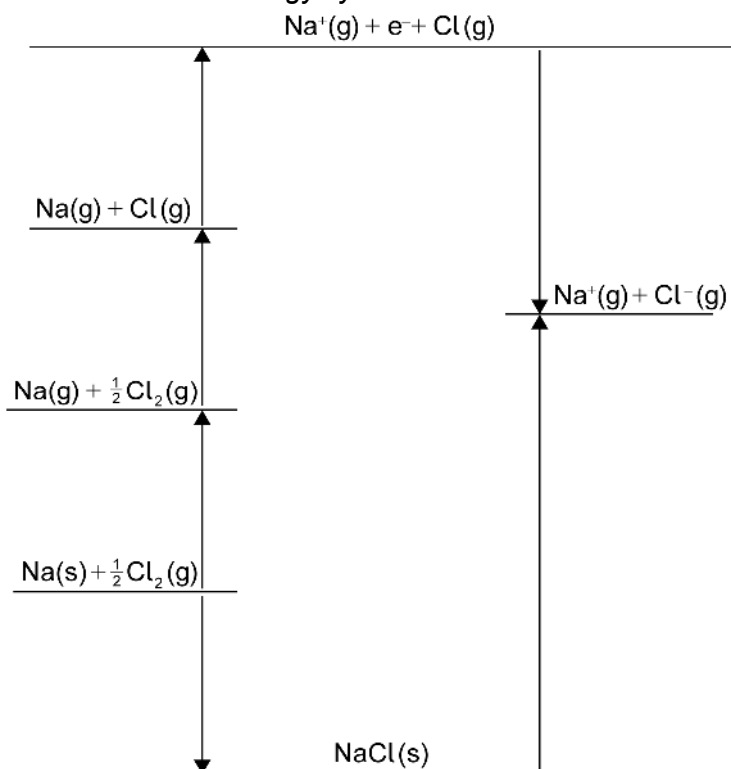 Na⁺(g) + e⁻ + Cl(g)
Na(g) + Cl(g)
Na⁺(g) + Cl⁻(g)
Na(g) + ½Cl₂(g)
Na(s) + ½Cl₂(g)
NaCl(s)